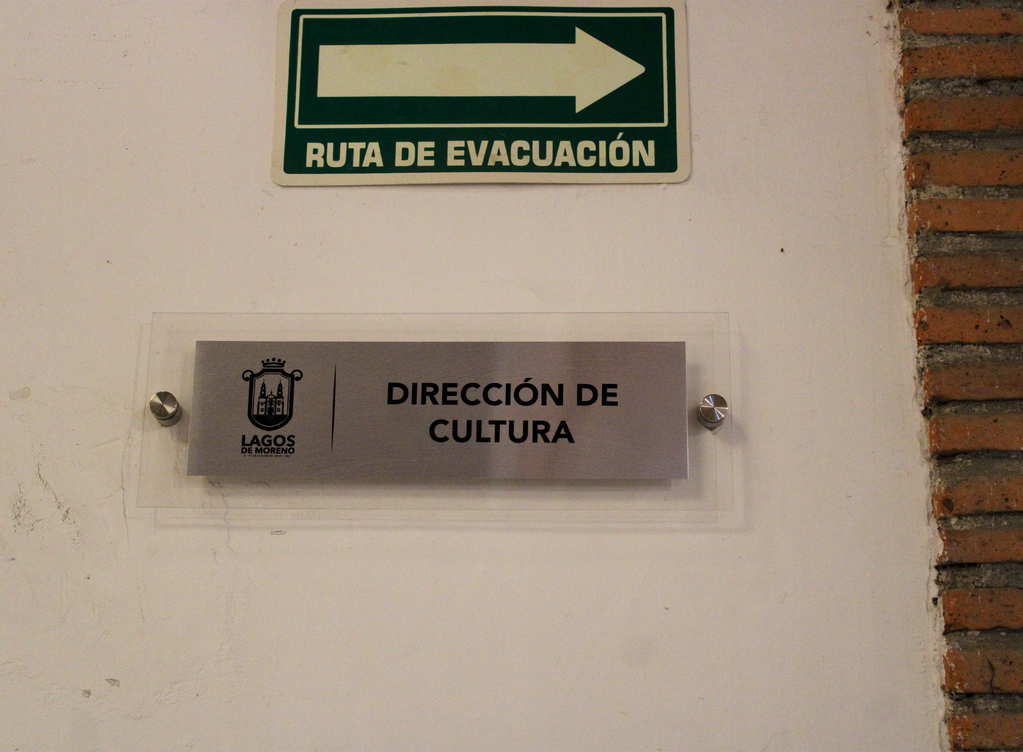 RUTA DE EVACUACIÓN
DIRECCIÓN DE
CULTURA
LAGOS
DE MORENO